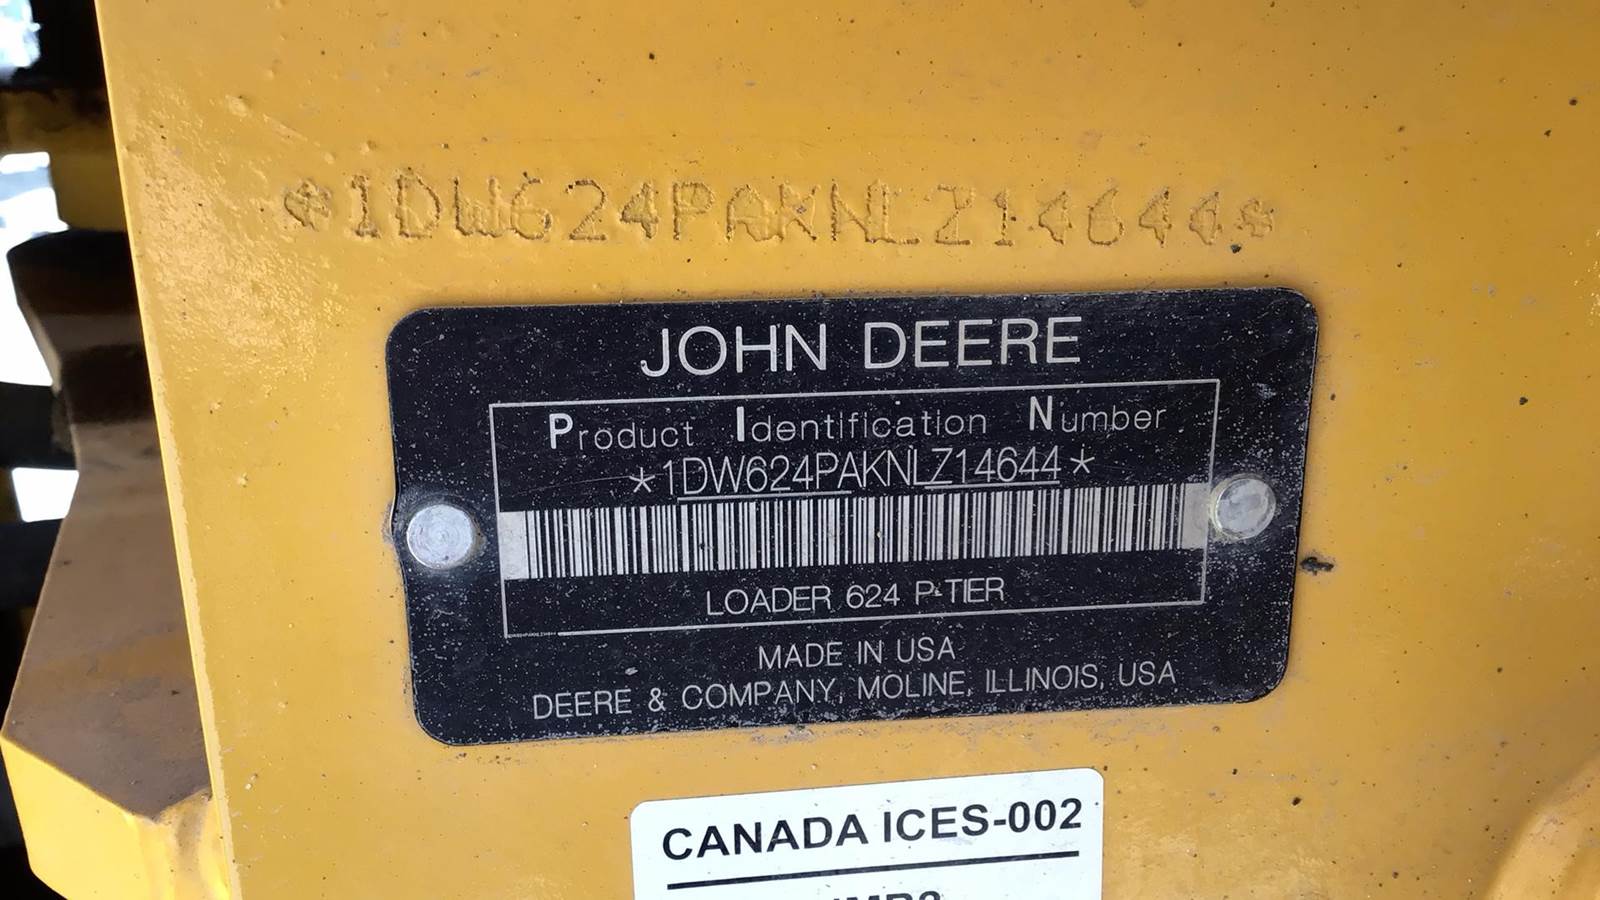 *1DW624PAKNLZ14644*
JOHN DEERE
Product Identification Number
*1DW624PAKNLZ14644*
LOADER 624 P-TIER
MADE IN USA
DEERE & COMPANY, MOLINE, ILLINOIS, USA
CANADA ICES-002